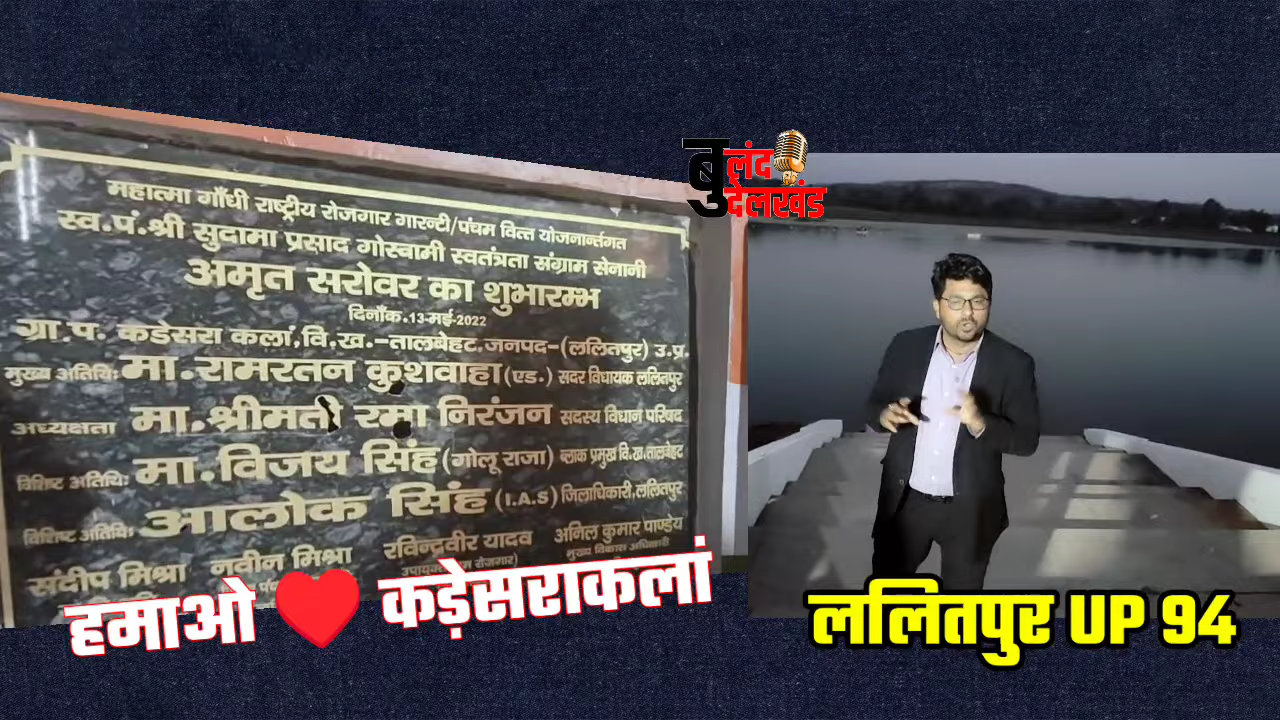 महात्मा गाँधी राष्ट्रीय रोजगार गारन्टी/पंचम वित्त योजनार्न्तगत
स्व.पं.श्री सुदामा प्रसाद गोस्वामी स्वतंत्रता संग्राम सेनानी
अमृत सरोवर का शुभारम्भ
दिनाँक.13-मई-2022
ग्रा.प. कडेसरा कलां,वि.ख.-तालबेहट,जनपद-(ललितपुर) उ.प्र.
मुख्य अतिथि: मा.रामरतन कुशवाहा(एड.) सदर विधायक ललितपुर
अध्यक्षता मा.श्रीमती रमा निरंजन सदस्य विधान परिषद
विशिष्ट अतिथि: मा.विजय सिंह(गोलू राजा) ब्लाक प्रमुख वि.ख.तालबेहट
विशिष्ट अतिथि: आलोक सिंह (I.A.S) जिलाधिकारी,ललितपुर
संदीप मिश्रा नवीन मिश्रा रविन्द्रवीर यादव अनिल कुमार पाण्डेय
मुख्य विकास अधिकारी
हमाओ ❤ कड़ेसराकलां
बुलंद
देलखंड
ललितपुर UP 94